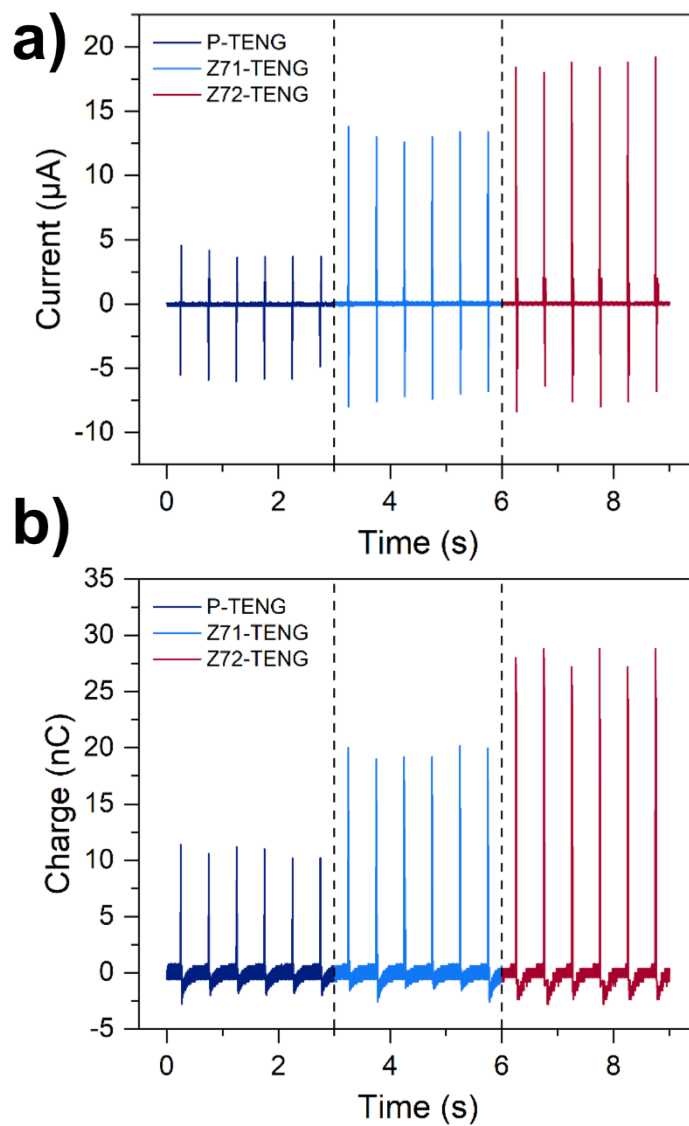 a)
P-TENG
Z71-TENG
Z72-TENG
Current (µA)
20
15
10
5
0
-5
-10
0 2 4 6 8
Time (s)
b)
P-TENG
Z71-TENG
Z72-TENG
Charge (nC)
35
30
25
20
15
10
5
0
-5
0 2 4 6 8
Time (s)